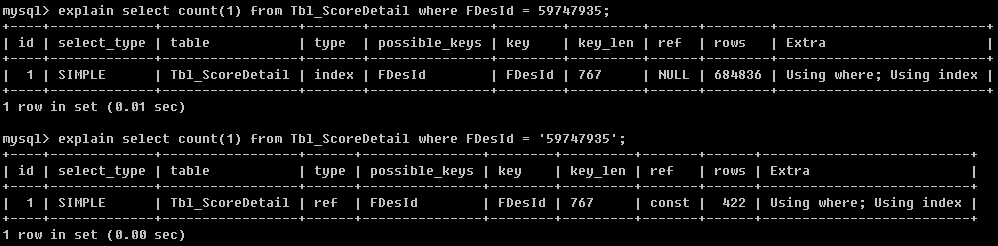 mysql> explain select count(1) from Tbl_ScoreDetail where FDesId = 59747935;
+----+-------------+-----------------+-------+---------------+--------+---------+------+--------+--------------------------+
| id | select_type | table | type | possible_keys | key | key_len | ref | rows | Extra |
+----+-------------+-----------------+-------+---------------+--------+---------+------+--------+--------------------------+
| 1 | SIMPLE | Tbl_ScoreDetail | index | FDesId | FDesId | 767 | NULL | 684836 | Using where; Using index |
+----+-------------+-----------------+-------+---------------+--------+---------+------+--------+--------------------------+
1 row in set (0.01 sec)
mysql> explain select count(1) from Tbl_ScoreDetail where FDesId = '59747935';
+----+-------------+-----------------+------+---------------+--------+---------+-------+------+--------------------------+
| id | select_type | table | type | possible_keys | key | key_len | ref | rows | Extra |
+----+-------------+-----------------+------+---------------+--------+---------+-------+------+--------------------------+
| 1 | SIMPLE | Tbl_ScoreDetail | ref | FDesId | FDesId | 767 | const | 422 | Using where; Using index |
+----+-------------+-----------------+------+---------------+--------+---------+-------+------+--------------------------+
1 row in set (0.00 sec)